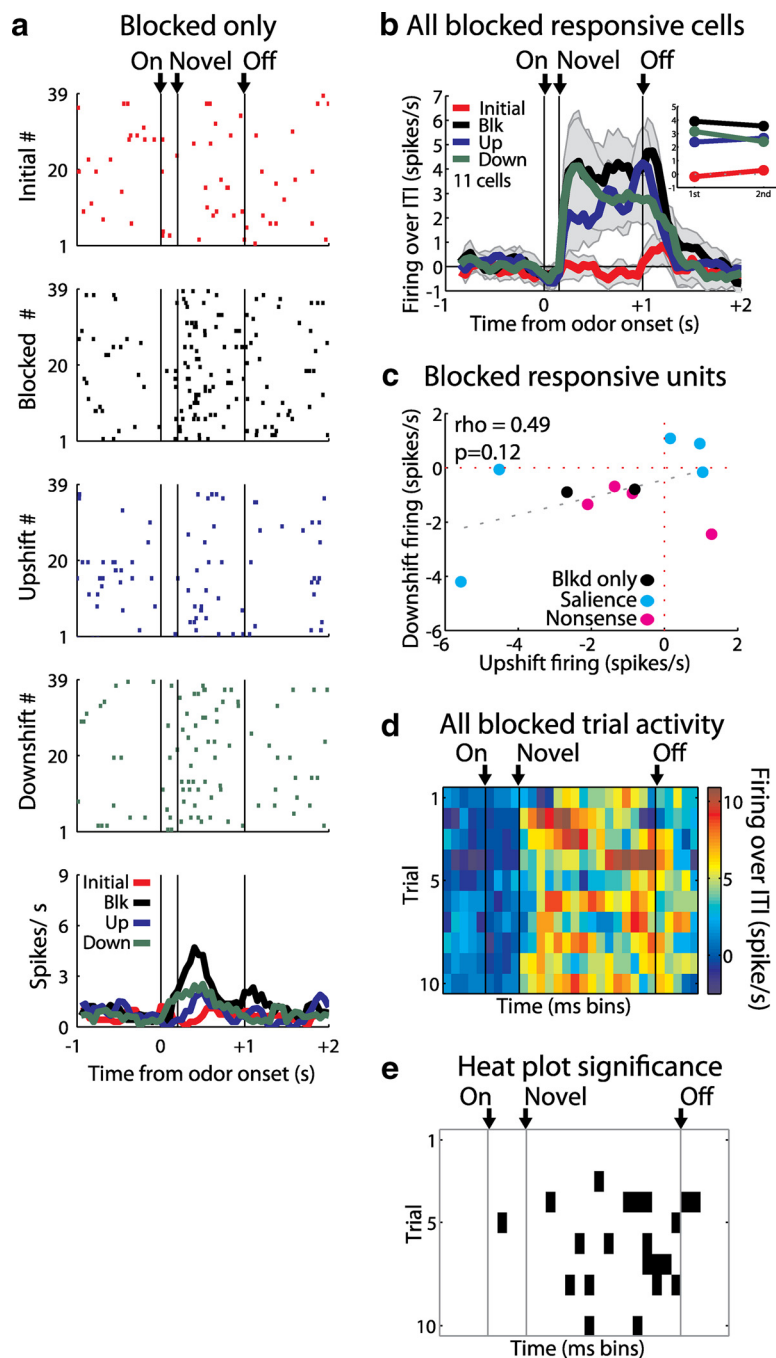 a
Blocked only
On Novel Off
39
Initial #
20
1
39
Blocked #
20
1
39
Upshift #
20
1
39
Downshift #
20
1
9
Initial
Blk
Up
Down
Spikes/ s
6
3
0
-1 0 +1 +2
Time from odor onset (s)
b All blocked responsive cells
On Novel Off
7
6
5
4
3
2
1
0
-1
Firing over ITI (spikes/s)
Initial
Blk
Up
Down
11 cells
5
4
3
2
1
0
-1
1st 2nd
0 +1 +2
Time from odor onset (s)
c Blocked responsive units
2
0
-2
-4
-6
Downshift firing (spikes/s)
rho = 0.49
p=0.12
Blkd only
Salience
Nonsense
-6 -4 -2 0 2
Upshift firing (spikes/s)
d All blocked trial activity
On Novel Off
1
5
10
Trial
Time (ms bins)
10
5
0
Firing over ITI (spike/s)
e Heat plot significance
On Novel Off
1
5
10
Trial
Time (ms bins)